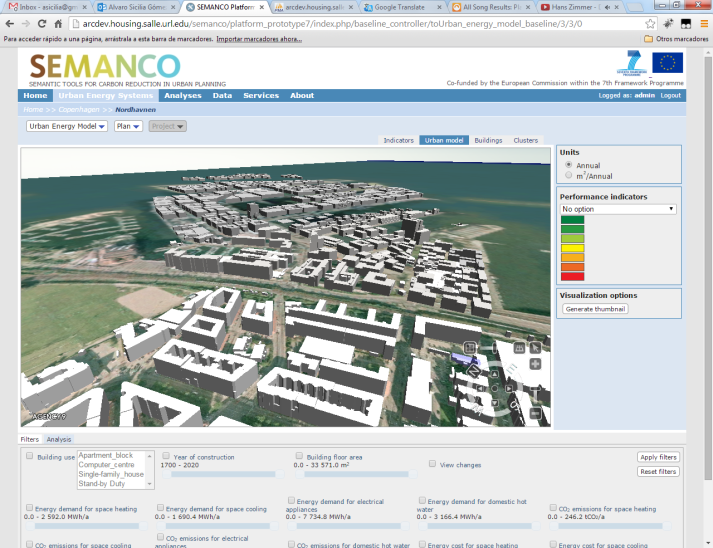 Inbox - asicilia@gm
Alvaro Sicilia Góme
SEMANCO Platform
arcdev.housing.sall
Google Translate
All Song Results: Pl
Hans Zimmer -
arcdev.housing.salle.url.edu/semanco/platform_prototype7/index.php/baseline_controller/toUrban_energy_model_baseline/3/3/0
Para acceder rápido a una página, arrástrala a esta barra de marcadores. Importar marcadores ahora...
Otros marcadores
SEMANCO
SEMANTIC TOOLS FOR CARBON REDUCTION IN URBAN PLANNING
Co-funded by the European Commission within the 7th Framework Programme
Home Urban Energy Systems Analyses Data Services About
Logged as: admin Logout
Home >> Copenhagen >> Nordhavnen
Urban Energy Model Plan Project
Indicators Urban model Buildings Clusters
Units
Annual
m²/Annual
Performance indicators
No option
Visualization options
Generate thumbnail
AGENCY9
Filters Analysis
Building use
Apartment_block
Computer_centre
Single-family_house
Stand-by Duty
Year of construction
1700 - 2020
Building floor area
0.0 - 33 571.0 m²
View changes
Apply filters
Reset filters
Energy demand for space heating
0.0 - 2 592.0 MWh/a
Energy demand for space cooling
0.0 - 1 690.4 MWh/a
Energy demand for electrical
appliances
0.0 - 7 734.8 MWh/a
Energy demand for domestic hot
water
0.0 - 3 166.4 MWh/a
CO₂ emissions for space heating
0.0 - 246.2 tCO₂/a
CO₂ emissions for space cooling
CO₂ emissions for electrical
appliances
CO₂ emissions for domestic hot water
Energy cost for space heating
Energy cost for space cooling